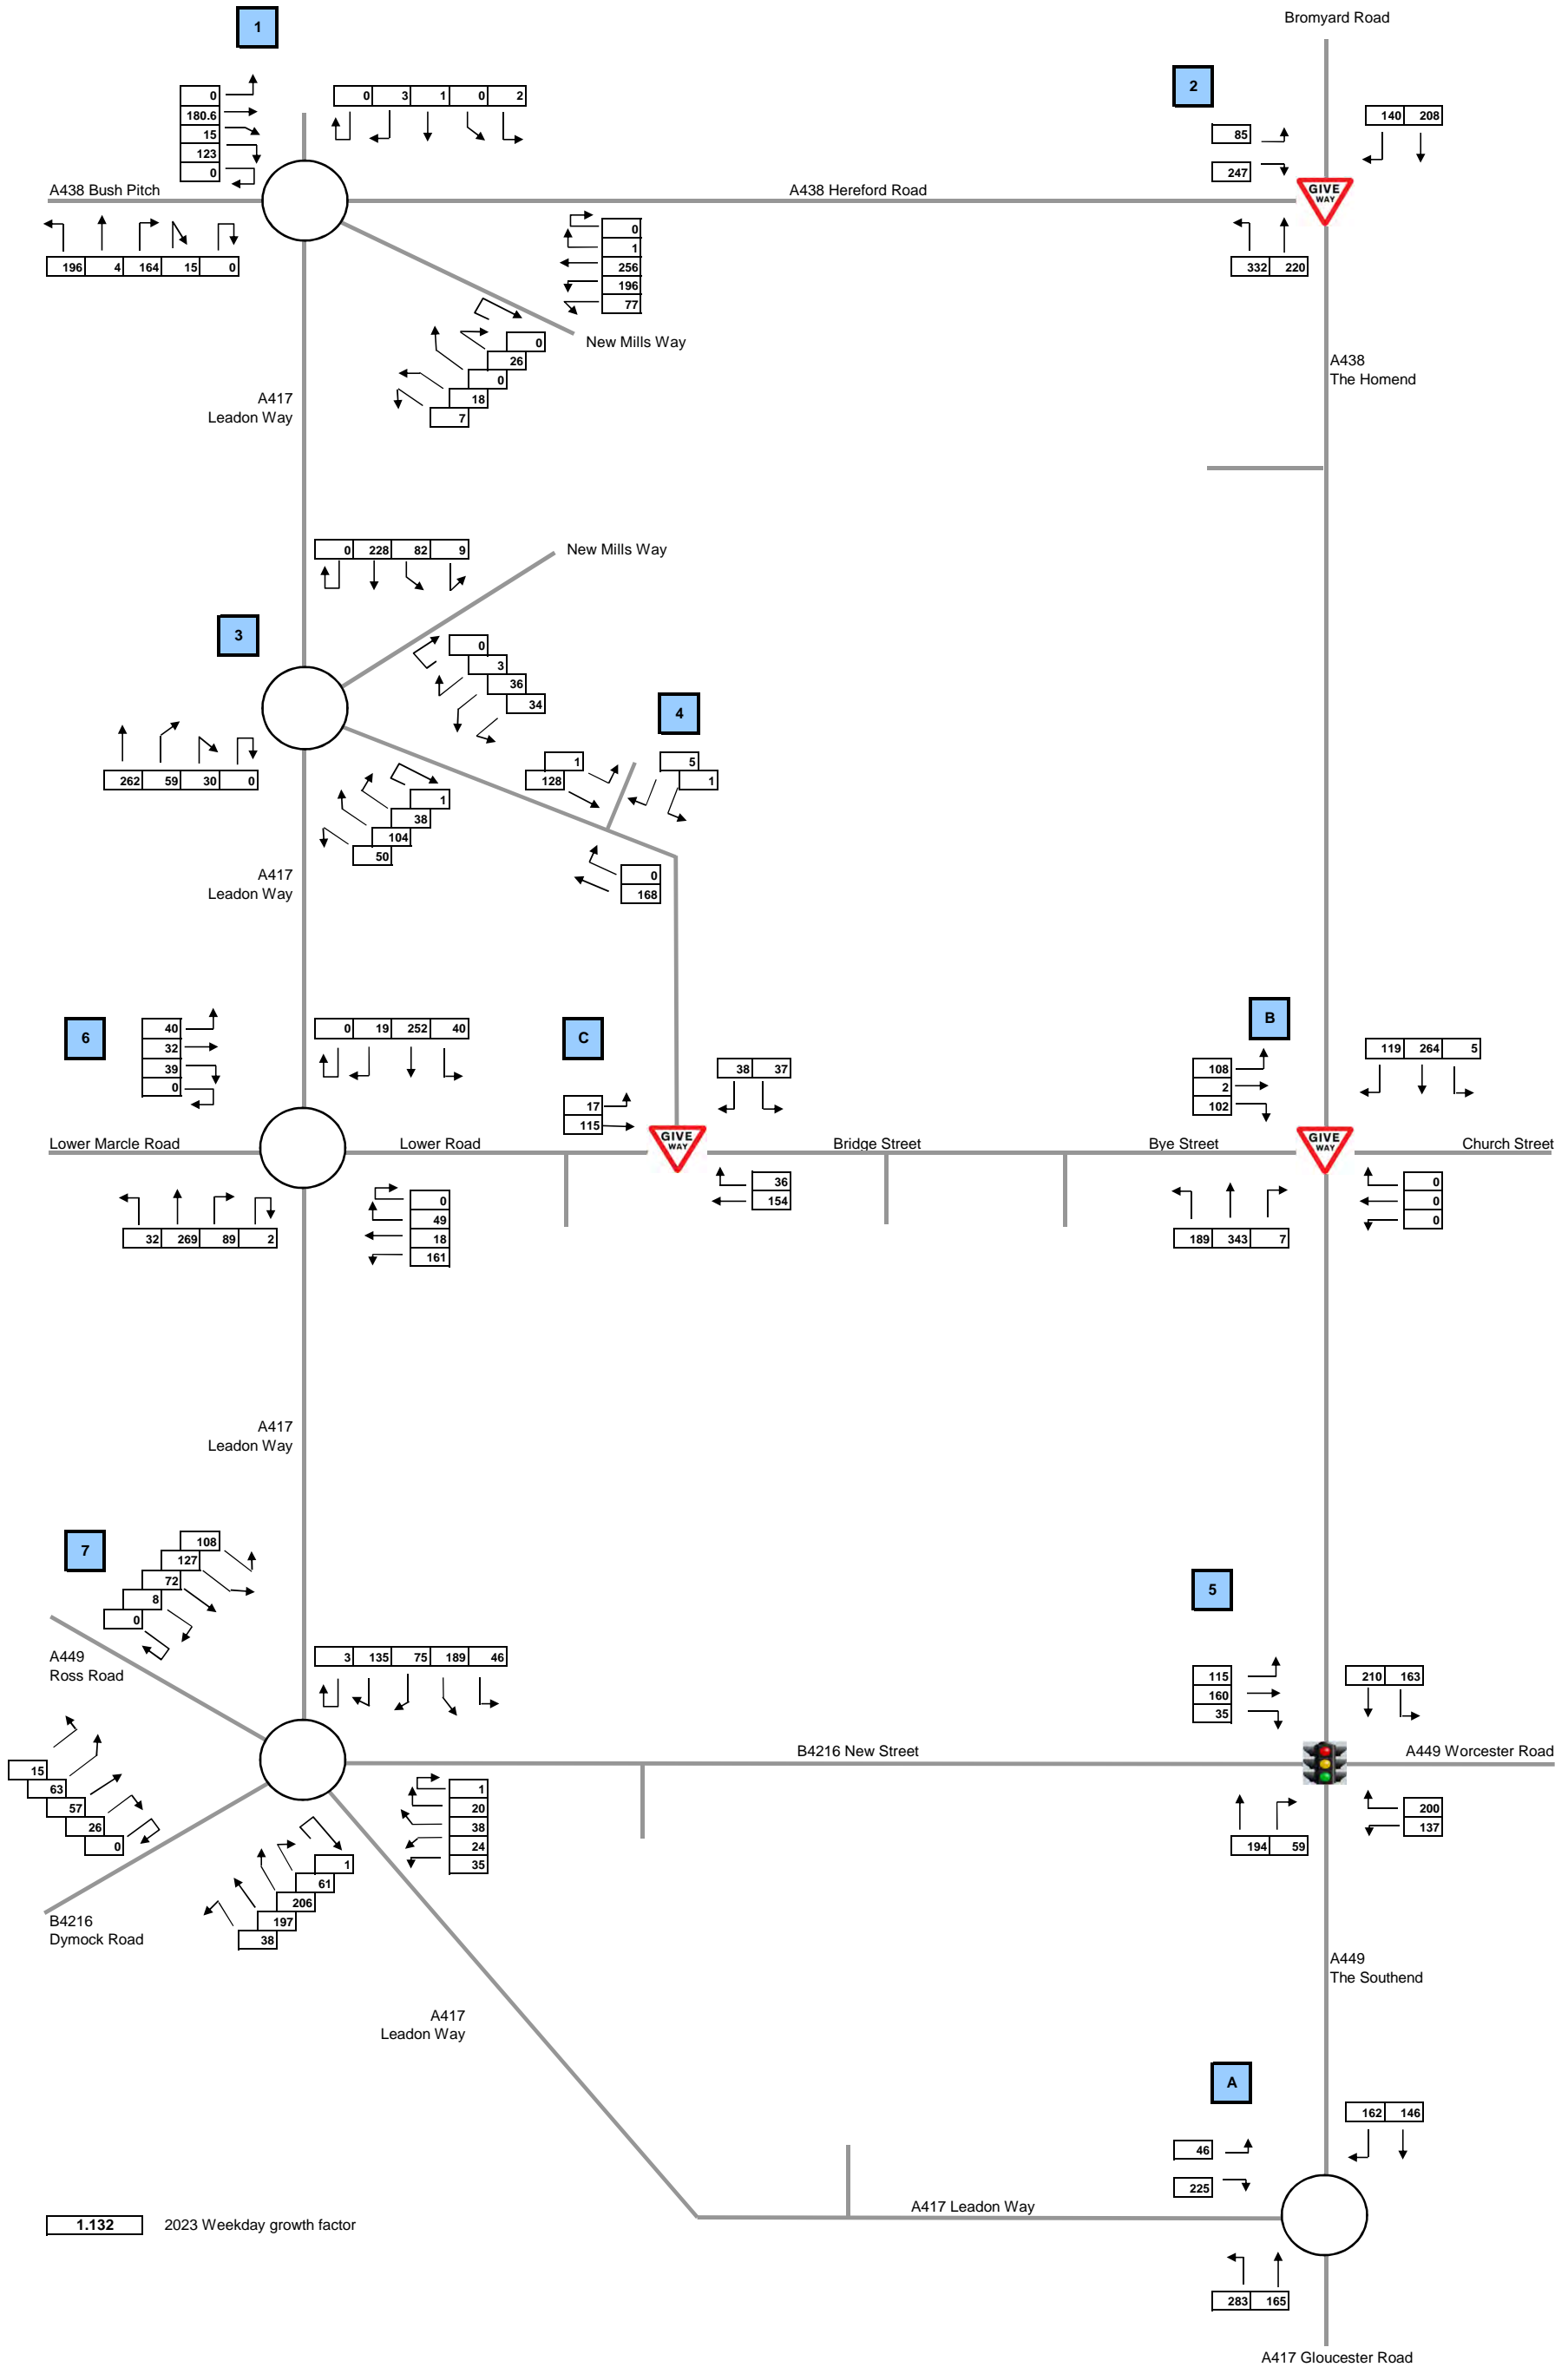 Bromyard Road
1
2
0
180.6
15
123
0
0 3 1 0 2
85
247
140 208
A438 Bush Pitch
A438 Hereford Road
GIVE
WAY
196 4 164 15 0
0
1
256
196
77
332 220
0
26
0
18
7
New Mills Way
A438
The Homend
A417
Leadon Way
0 228 82 9
New Mills Way
3
0
3
36
34
4
262 59 30 0
1
128
5
1
1
38
104
50
0
168
A417
Leadon Way
6
40
32
39
0
0 19 252 40
C
17
115
38 37
B
108
2
102
119 264 5
Lower Marcle Road
Lower Road
GIVE
WAY
Bridge Street
Bye Street
GIVE
WAY
Church Street
32 269 89 2
0
49
18
161
36
154
189 343 7
0
0
0
A417
Leadon Way
7
108
127
72
8
0
5
A449
Ross Road
3 135 75 189 46
115
160
35
210 163
B4216 New Street
A449 Worcester Road
15
63
57
26
0
1
20
38
24
35
194 59
200
137
1
61
206
197
38
B4216
Dymock Road
A449
The Southend
A417
Leadon Way
A
162 146
46
225
A417 Leadon Way
1.132 2023 Weekday growth factor
283 165
A417 Gloucester Road